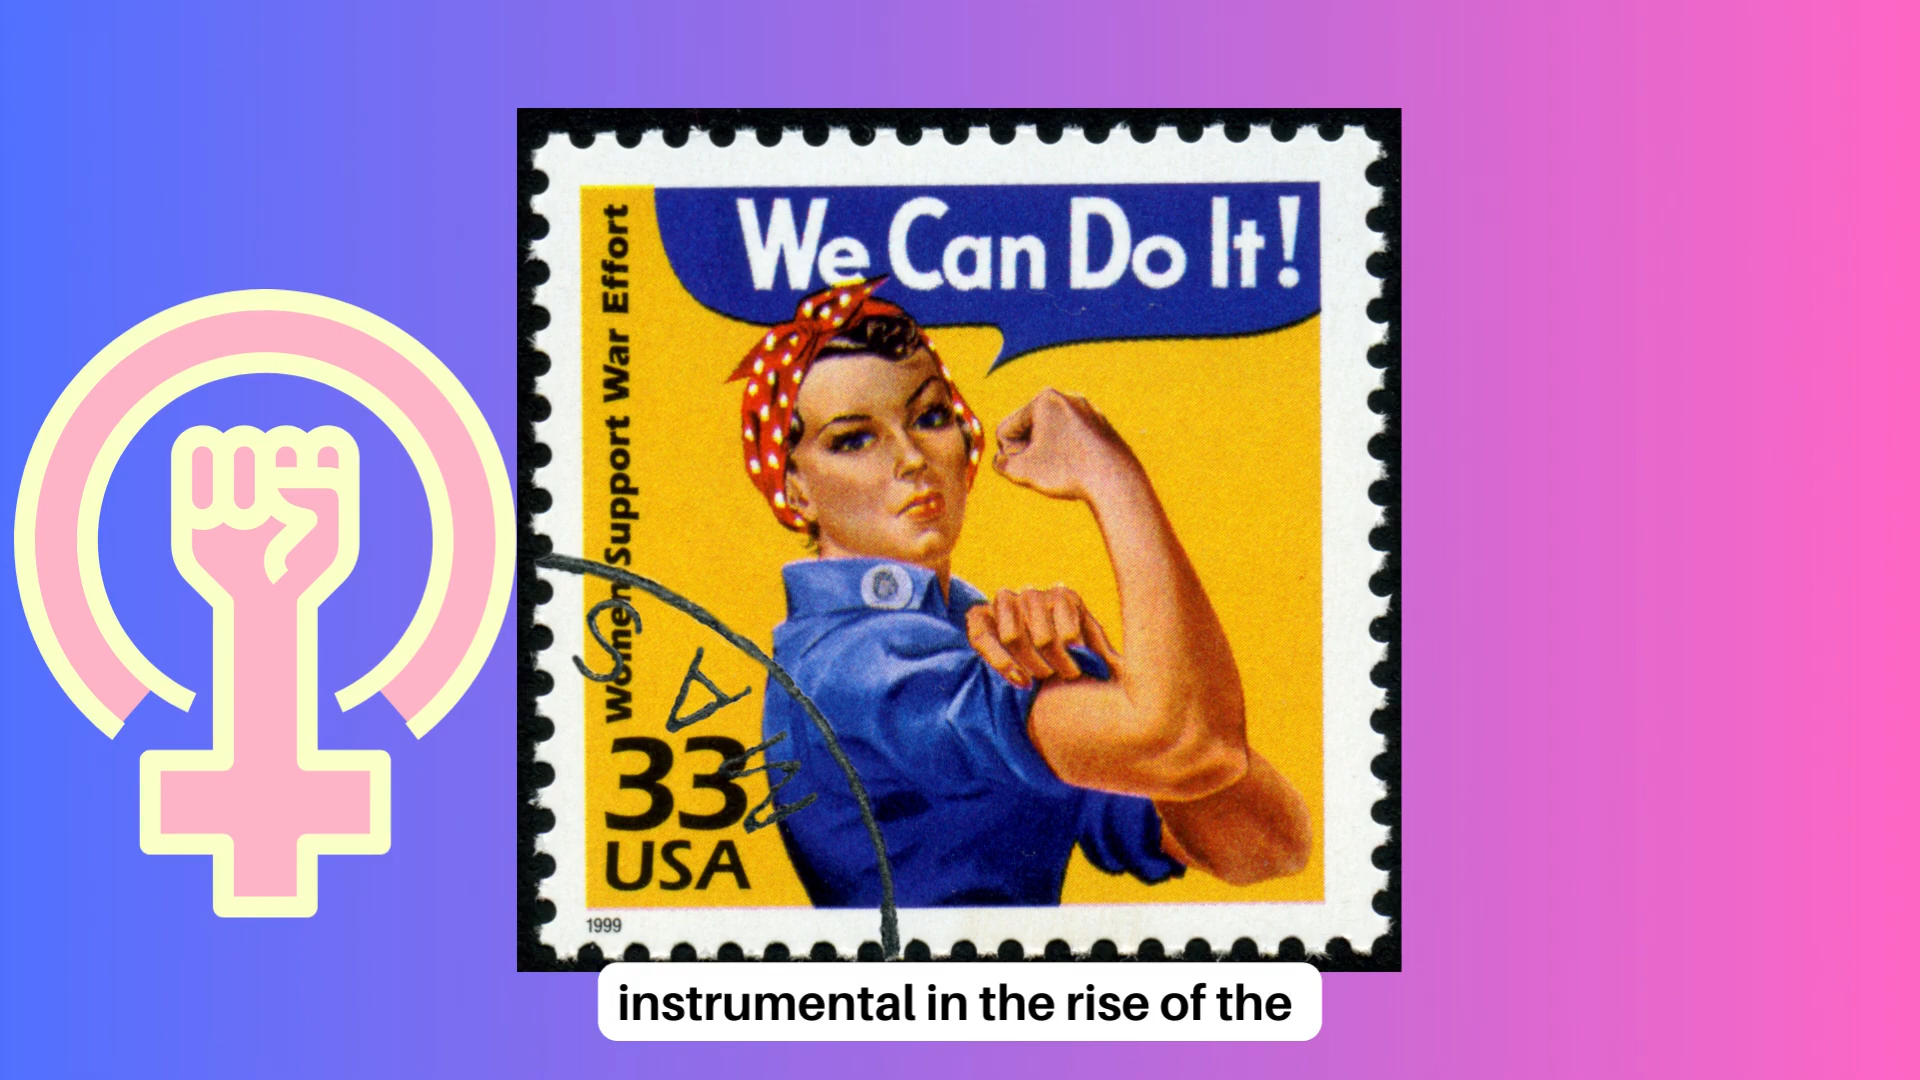 We Can Do It!
Women Support War Effort
33
USA
1999
instrumental in the rise of the